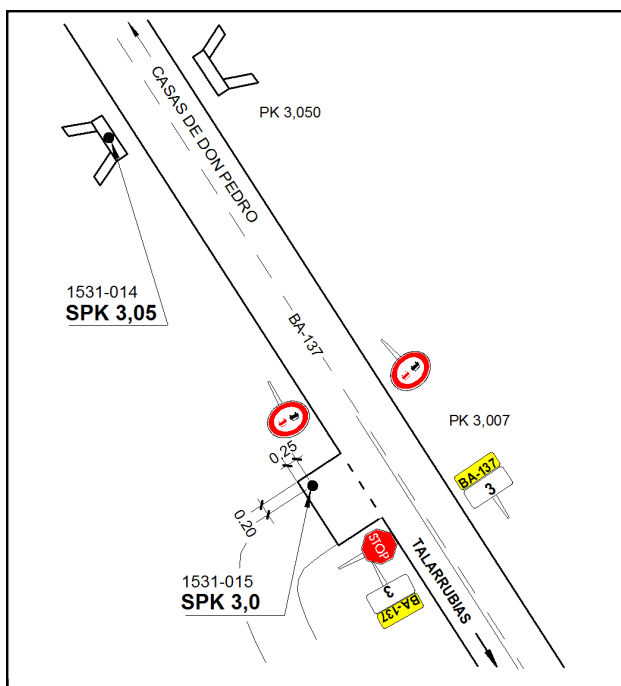 CASAS DE DON PEDRO
PK 3,050
1531-014
SPK 3,05
BA-137
PK 3,007
0.25
BA-137
3
0.20
STOP
TALARRUBIAS
1531-015
SPK 3,0
3
BA-137